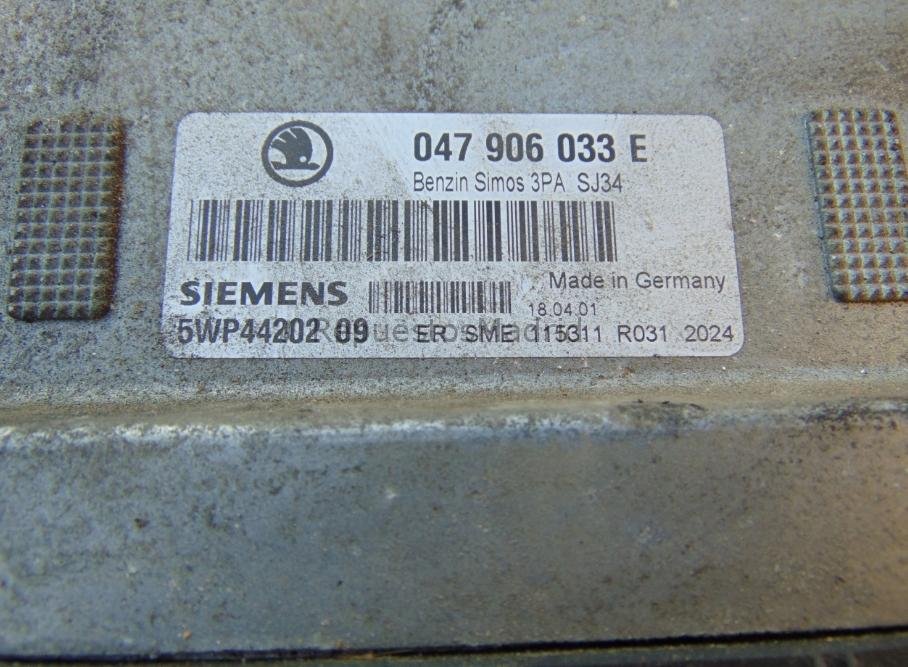 047 906 033 E
Benzin Simos 3PA SJ34
Made in Germany
SIEMENS
18.04.01
5WP44202 09 ER SME 115311 R031 2024